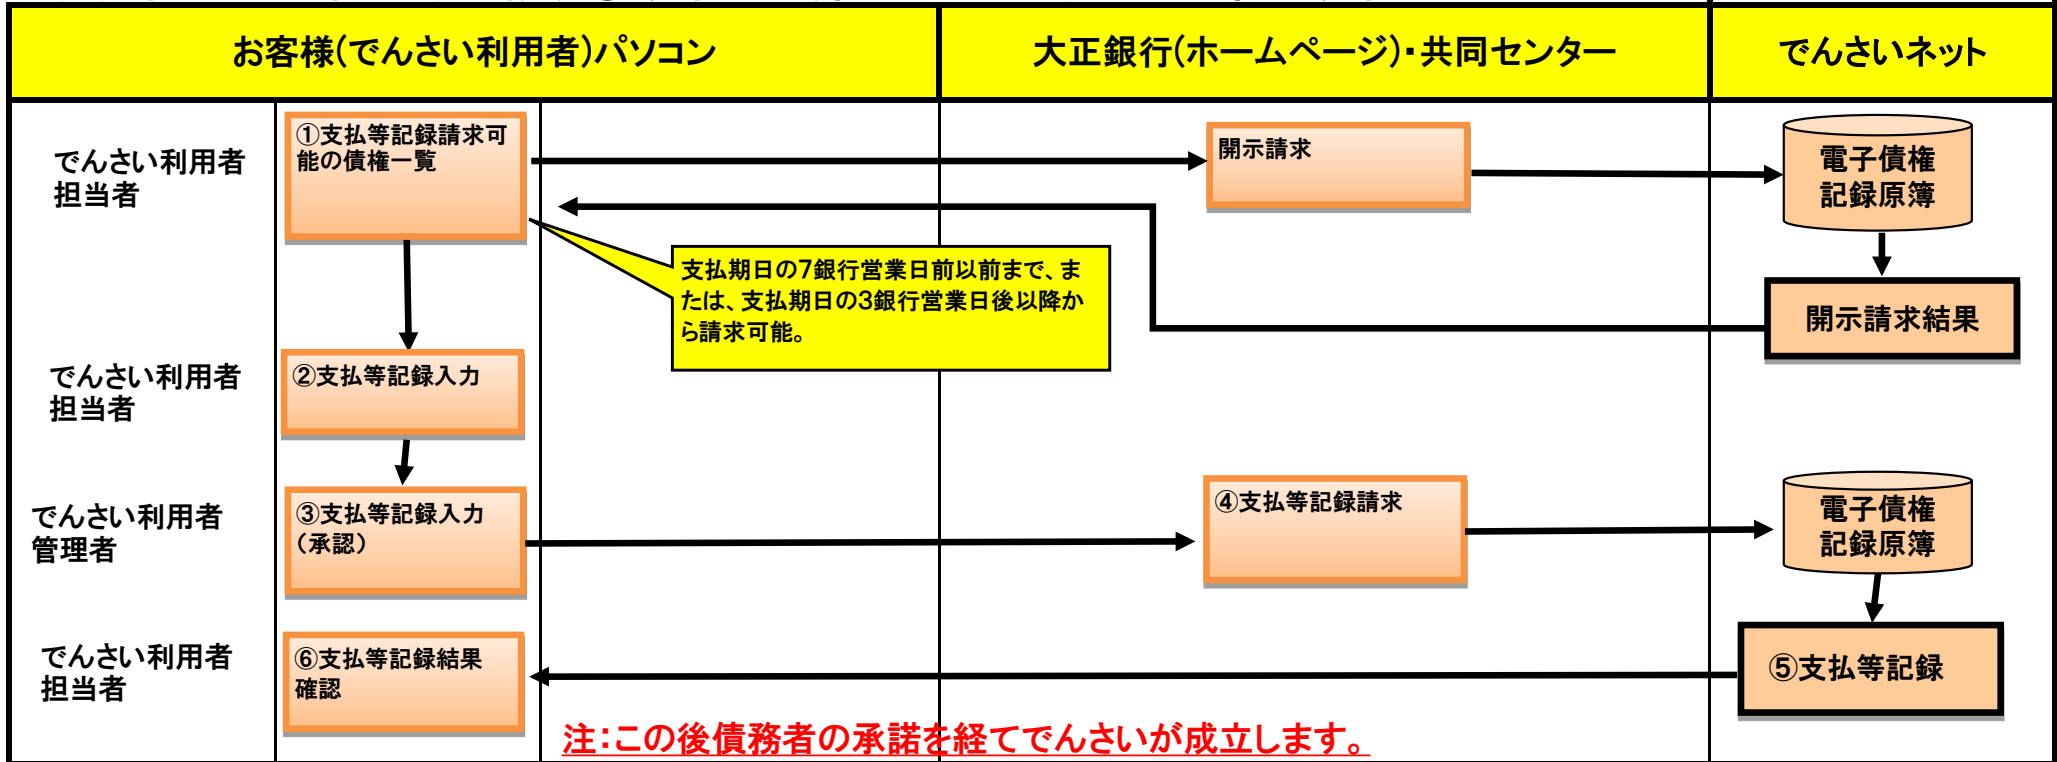 お客様(でんさい利用者)パソコン
大正銀行(ホームページ)・共同センター
でんさいネット
でんさい利用者
担当者
①支払等記録請求可
能の債権一覧
開示請求
電子債権
記録原簿
支払期日の7銀行営業日前以前まで、ま
たは、支払期日の3銀行営業日後以降か
ら請求可能。
開示請求結果
でんさい利用者
担当者
②支払等記録入力
でんさい利用者
管理者
③支払等記録入力
(承認)
④支払等記録請求
電子債権
記録原簿
でんさい利用者
担当者
⑥支払等記録結果
確認
⑤支払等記録
注:この後債務者の承諾を経てでんさいが成立します。